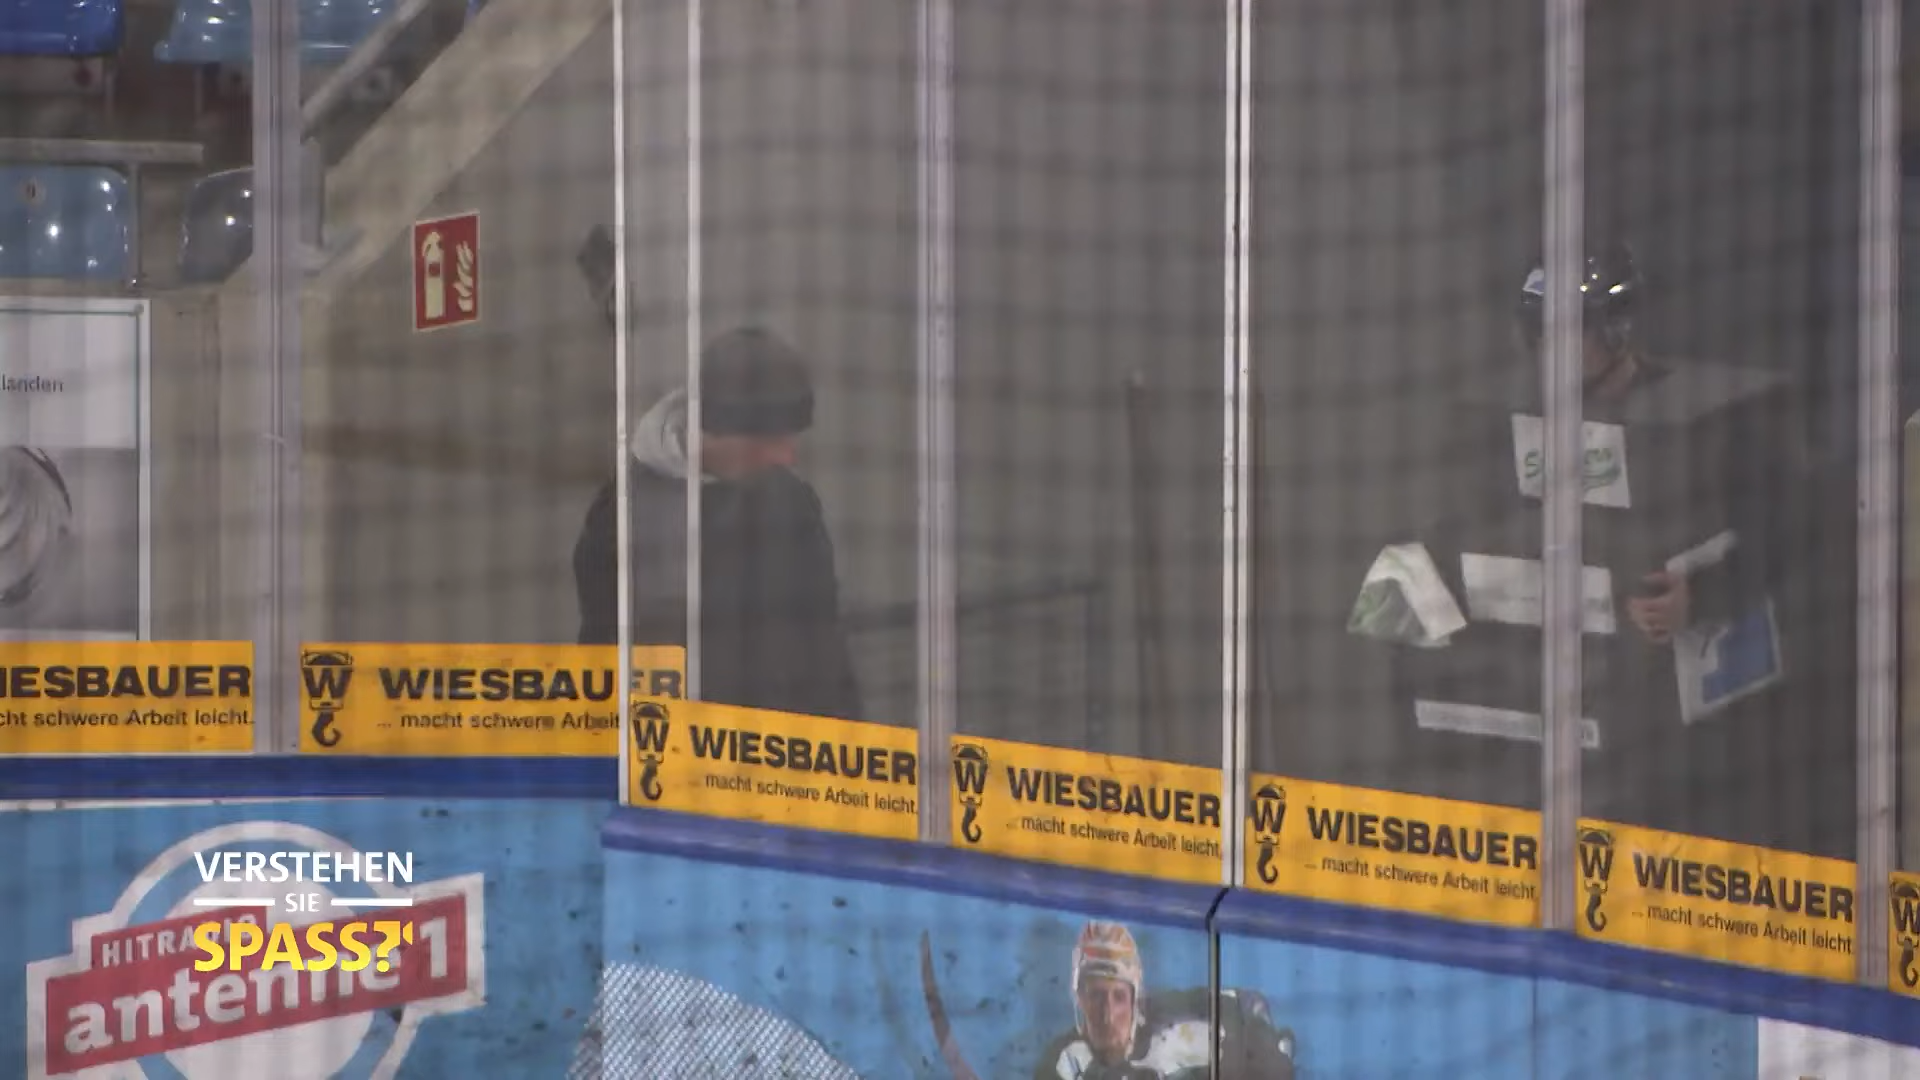 landen
IESBAUER
cht schwere Arbeit leicht.
W WIESBAUER
... macht schwere Arbeit
W WIESBAUER
macht schwere Arbeit leicht.
W WIESBAUER
... macht schwere Arbeit leicht.
W WIESBAUER
... macht schwere Arbeit leicht.
W WIESBAUER
... macht schwere Arbeit leicht.
W
VERSTEHEN
SIE
SPASS?
HITRADIO
antenne 1